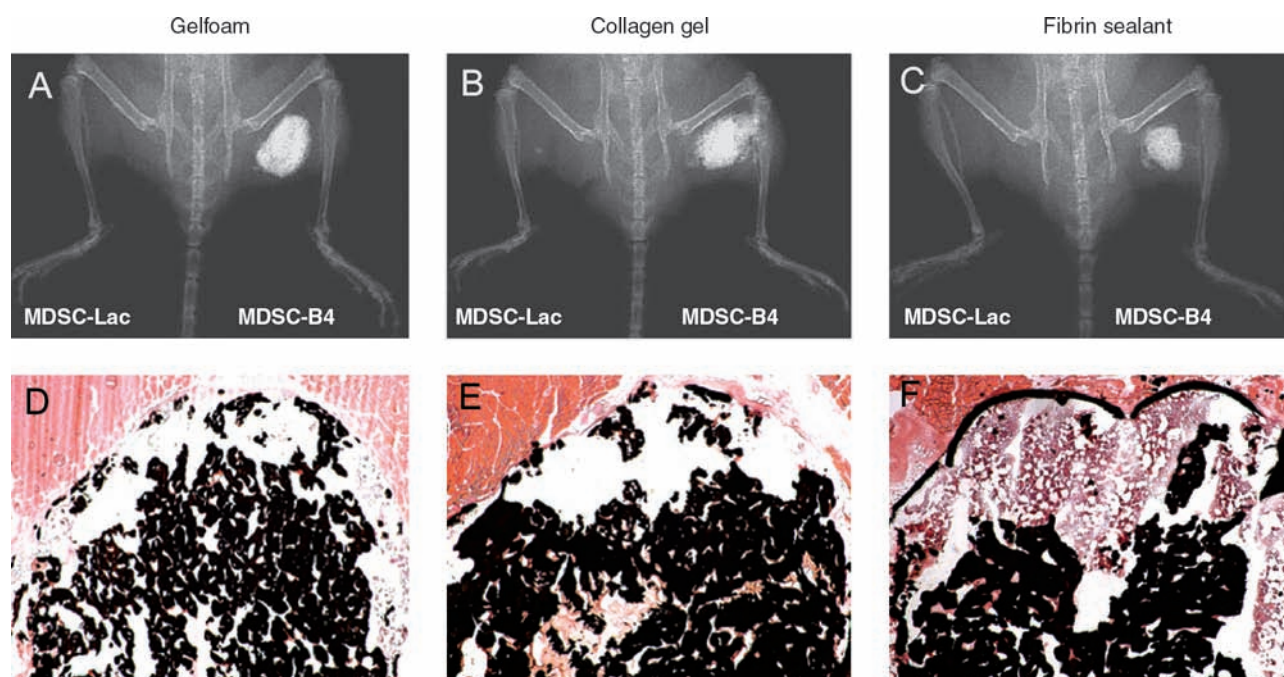 Gelfoam
Collagen gel
Fibrin sealant
A
B
C
MDSC-Lac
MDSC-B4
MDSC-Lac
MDSC-B4
MDSC-Lac
MDSC-B4
D
E
F